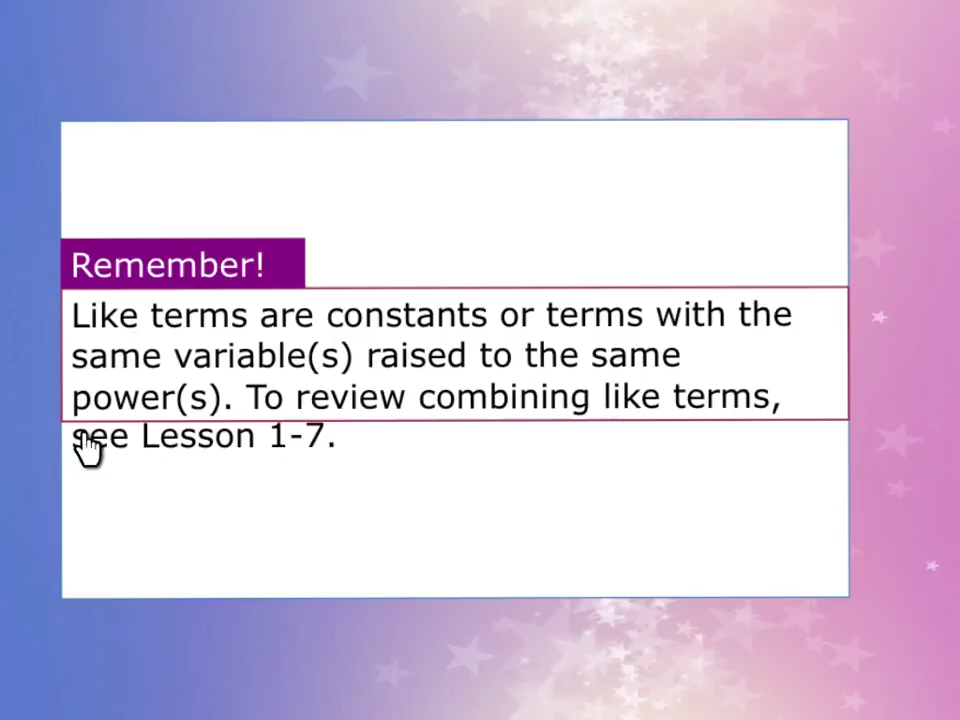 Remember!
Like terms are constants or terms with the
same variable(s) raised to the same
power(s). To review combining like terms,
see Lesson 1-7.